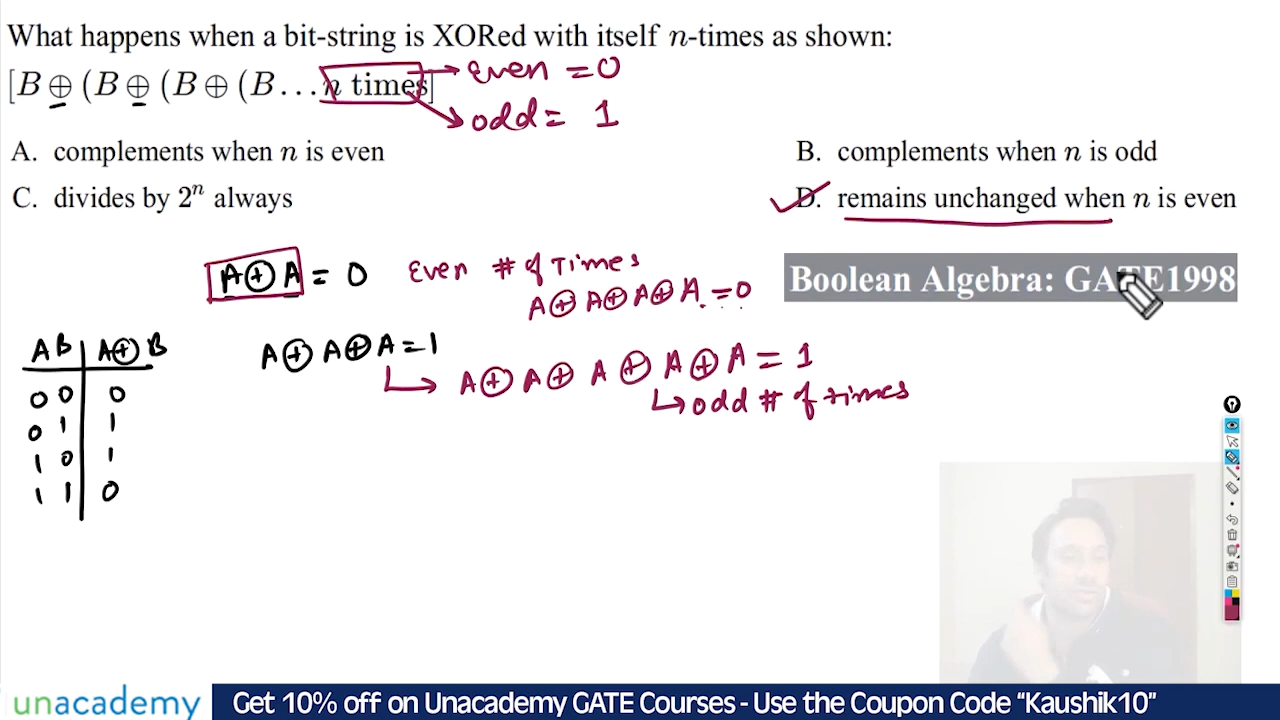 What happens when a bit-string is XORed with itself n-times as shown:
[B ⊕ (B ⊕ (B ⊕ (B … n times]
Even = 0
odd = 1
A. complements when n is even
B. complements when n is odd
C. divides by 2ⁿ always
D. remains unchanged when n is even
Boolean Algebra: GATE1998
A ⊕ A = 0
Even # of Times
A ⊕ A ⊕ A ⊕ A = 0
A ⊕ A ⊕ A = 1
A ⊕ A ⊕ A ⊕ A ⊕ A = 1
odd # of times
A B A ⊕ B
0 0 0
0 1 1
1 0 1
1 1 0
unacademy
Get 10% off on Unacademy GATE Courses - Use the Coupon Code “Kaushik10”